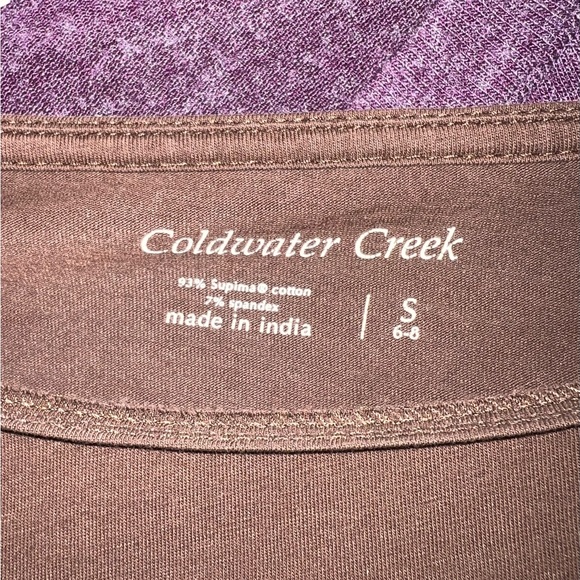 Coldwater Creek
93% Supima® cotton
7% spandex
made in india
S
6-8